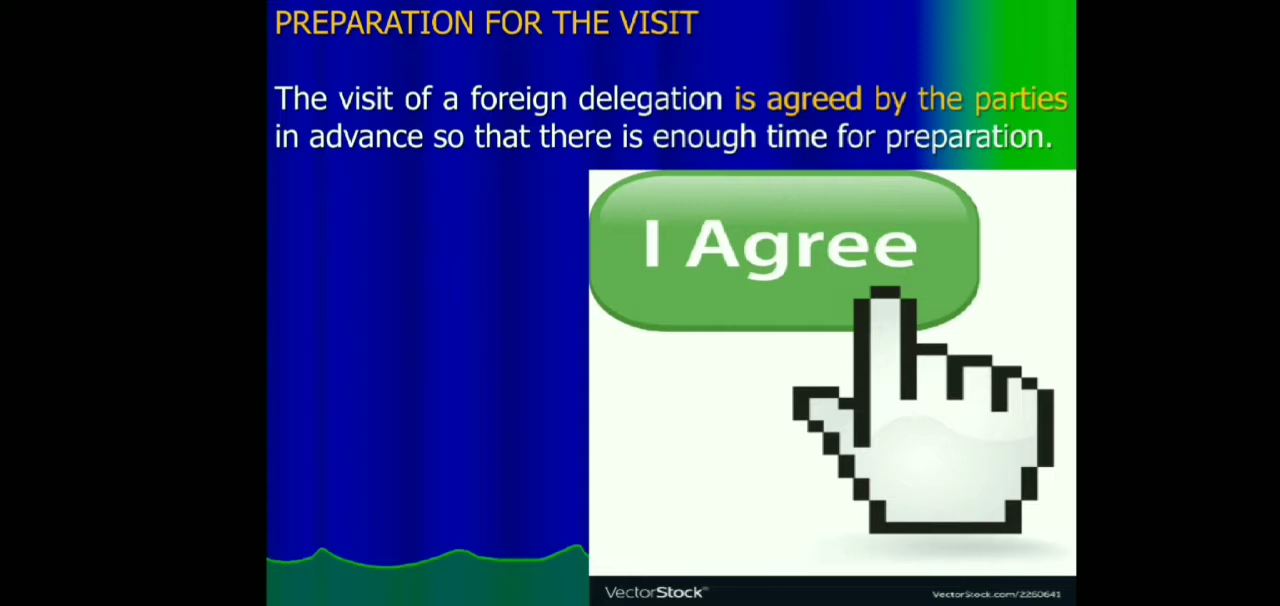 PREPARATION FOR THE VISIT
The visit of a foreign delegation is agreed by the parties
in advance so that there is enough time for preparation.
I Agree
VectorStock™
VectorStock.com/2260641